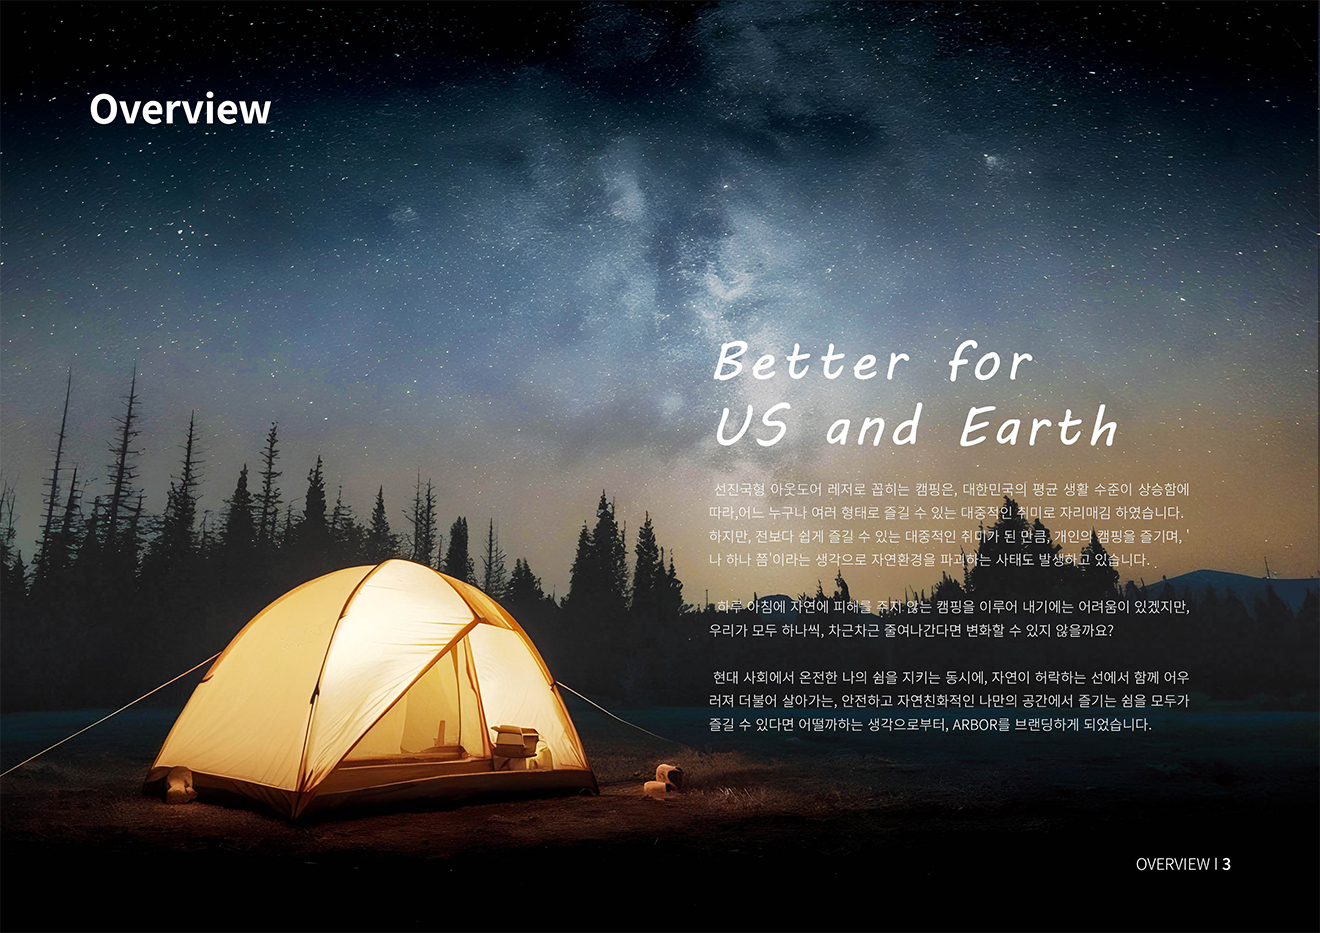 Overview
Better for
US and Earth
선진국형 아웃도어 레저로 꼽히는 캠핑은, 대한민국의 평균 생활 수준이 상승함에
따라,어느 누구나 여러 형태로 즐길 수 있는 대중적인 취미로 자리매김 하였습니다.
하지만, 전보다 쉽게 즐길 수 있는 대중적인 취미가 된 만큼, 개인의 캠핑을 즐기며, '
나 하나 쯤'이라는 생각으로 자연환경을 파괴하는 사태도 발생하고 있습니다.
하루 아침에 자연에 피해를 주지 않는 캠핑을 이루어 내기에는 어려움이 있겠지만,
우리가 모두 하나씩, 차근차근 줄여나간다면 변화할 수 있지 않을까요?
현대 사회에서 온전한 나의 쉼을 지키는 동시에, 자연이 허락하는 선에서 함께 어우
러져 더불어 살아가는, 안전하고 자연친화적인 나만의 공간에서 즐기는 쉼을 모두가
즐길 수 있다면 어떨까하는 생각으로부터, ARBOR를 브랜딩하게 되었습니다.
OVERVIEW | 3